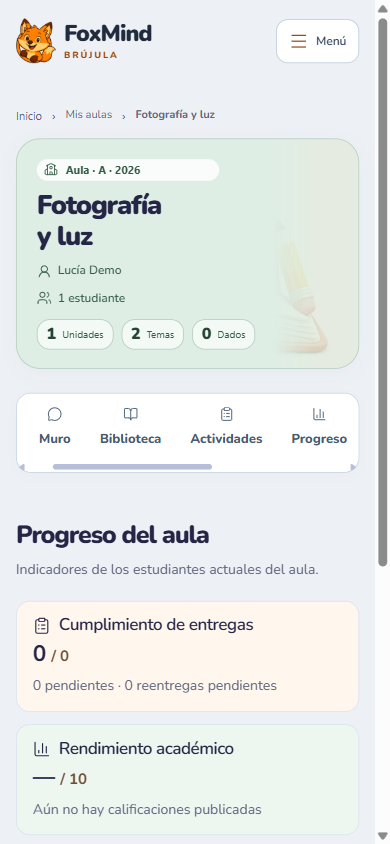 FoxMind
BRÚJULA
Menú
Inicio › Mis aulas › Fotografía y luz
Aula · A · 2026
Fotografía
y luz
Lucía Demo
1 estudiante
1 Unidades 2 Temas 0 Dados
Muro Biblioteca Actividades Progreso
Progreso del aula
Indicadores de los estudiantes actuales del aula.
Cumplimiento de entregas
0 / 0
0 pendientes · 0 reentregas pendientes
Rendimiento académico
— / 10
Aún no hay calificaciones publicadas